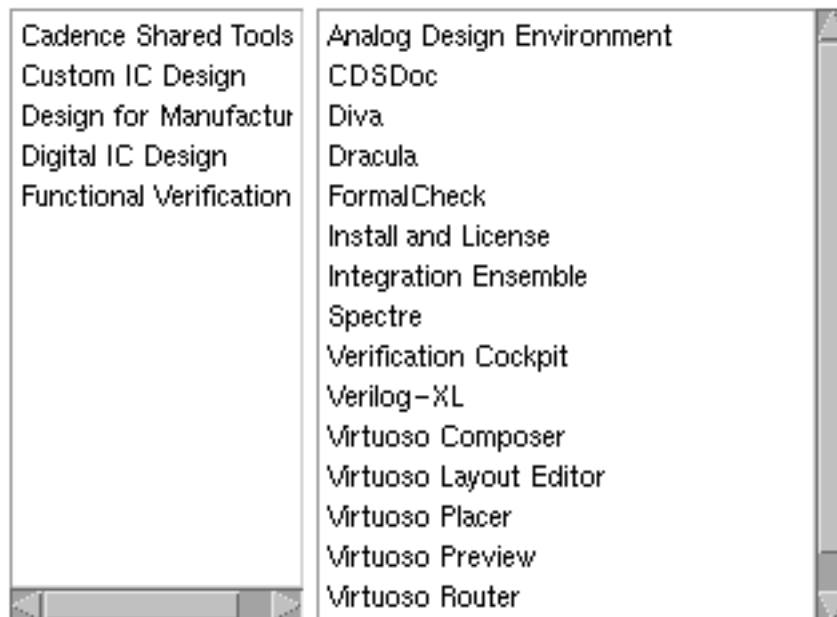 Cadence Shared Tools
Custom IC Design
Design for Manufactur
Digital IC Design
Functional Verification
Analog Design Environment
CDSDoc
Diva
Dracula
FormalCheck
Install and License
Integration Ensemble
Spectre
Verification Cockpit
Verilog-XL
Virtuoso Composer
Virtuoso Layout Editor
Virtuoso Placer
Virtuoso Preview
Virtuoso Router